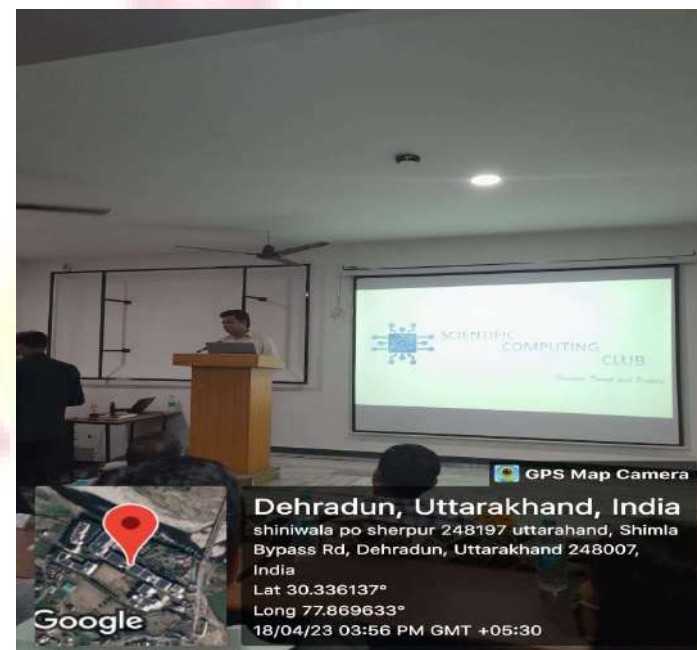 SCIENTIFIC
COMPUTING
CLUB
GPS Map Camera
Dehradun, Uttarakhand, India
shiniwala po sherpur 248197 uttarahand, Shimla
Bypass Rd, Dehradun, Uttarakhand 248007,
India
Lat 30.336137°
Long 77.869633°
18/04/23 03:56 PM GMT +05:30
Google